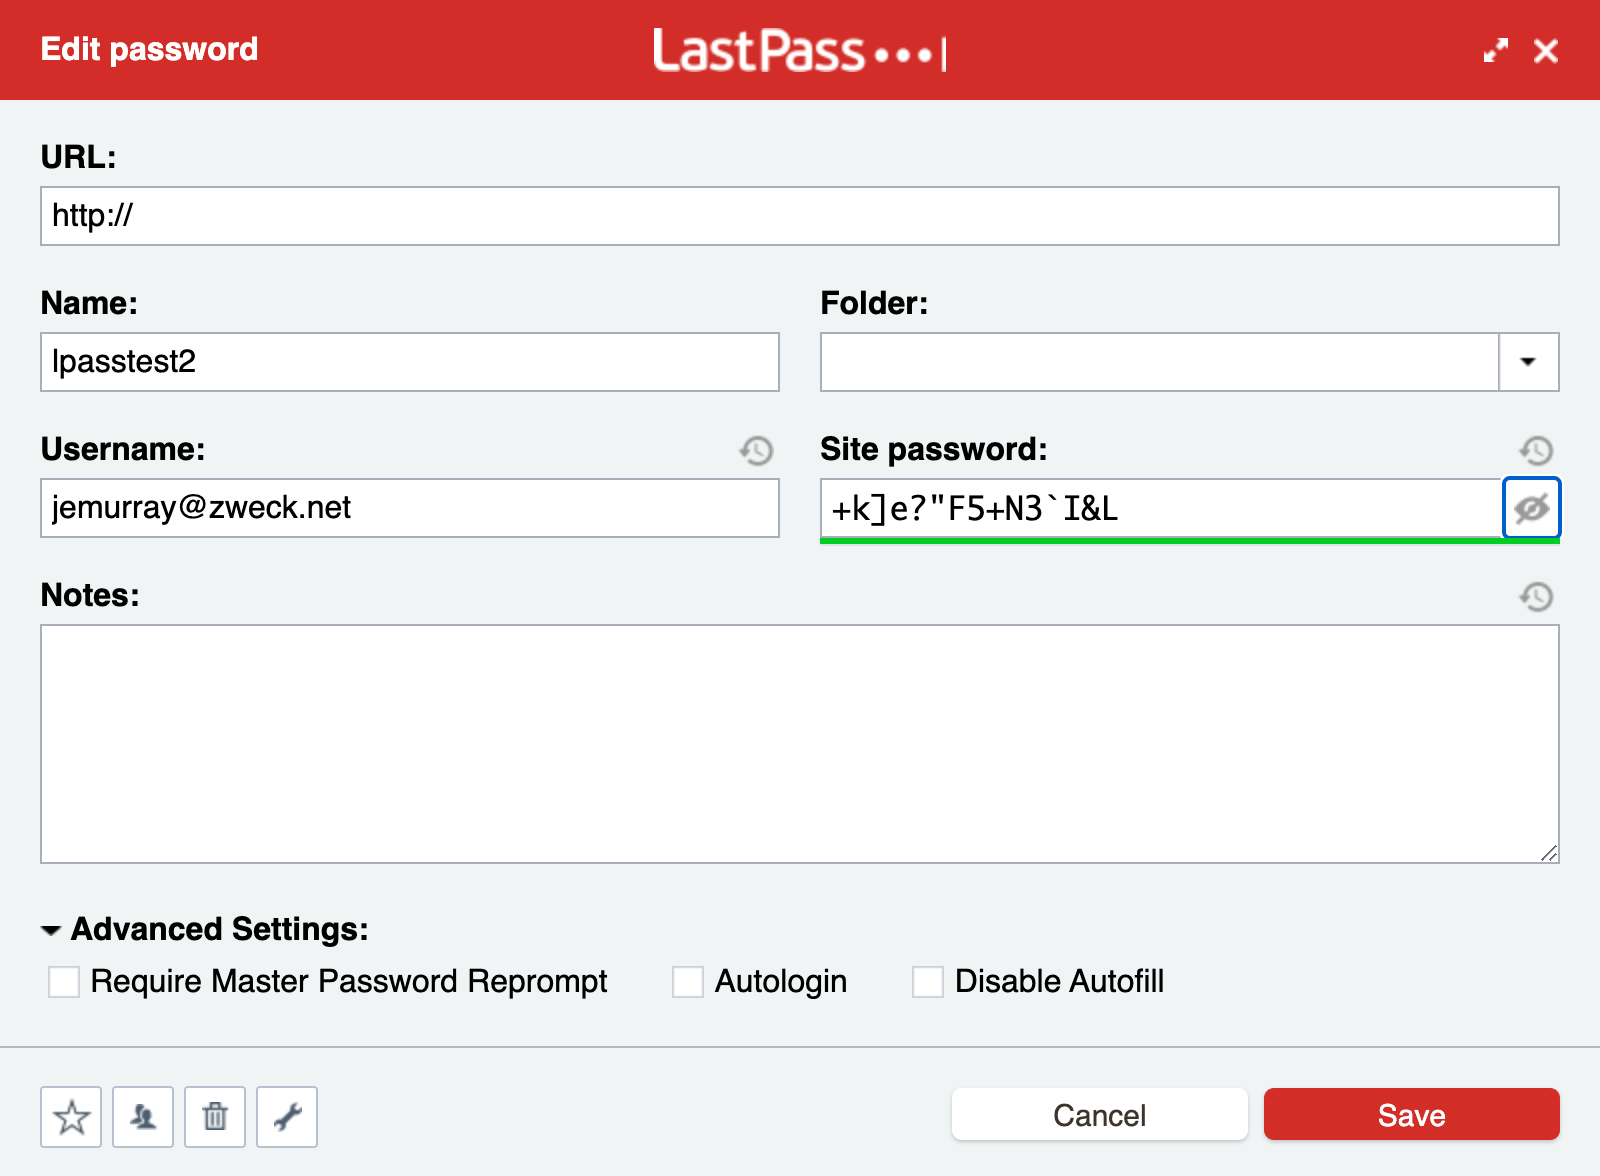 Edit password
LastPass•••|
URL:
http://
Name:
Folder:
lpasstest2
Username:
Site password:
jemurray@zweck.net
+k]e?"F5+N3`I&L
Notes:
Advanced Settings:
Require Master Password Reprompt
Autologin
Disable Autofill
Cancel
Save